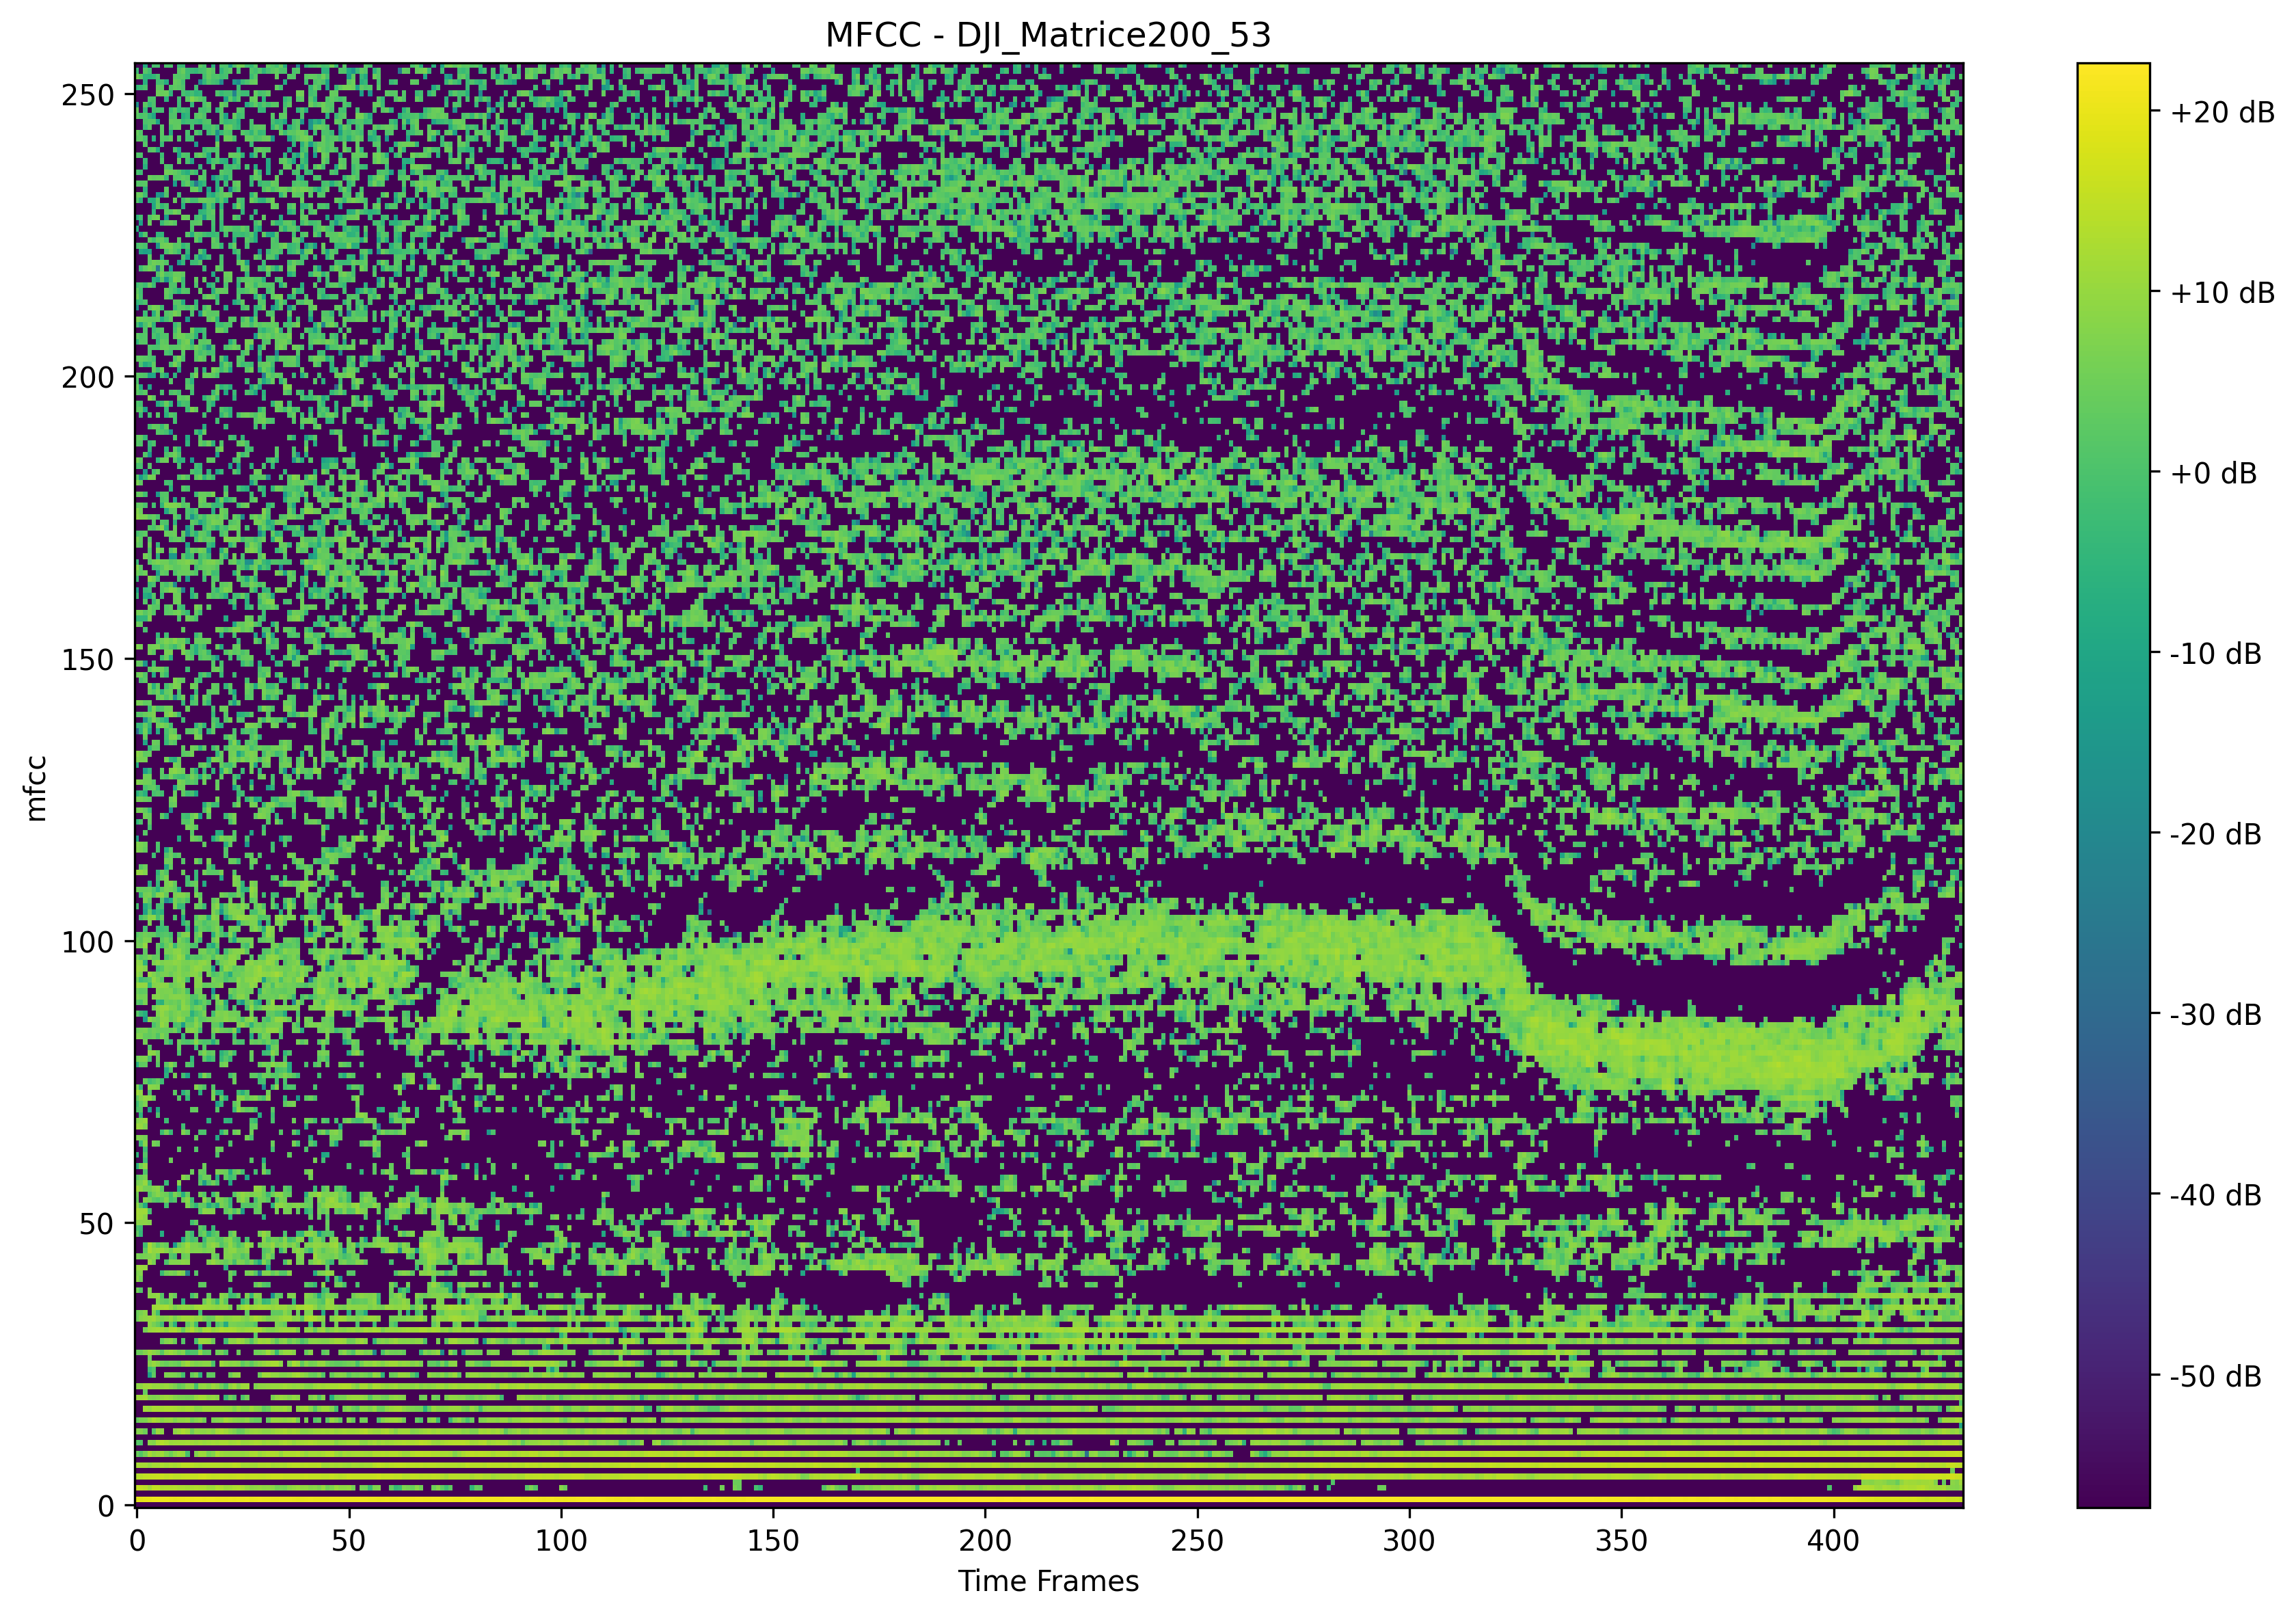 MFCC - DJI_Matrice200_53
250
200
150
100
50
0
mfcc
0 50 100 150 200 250 300 350 400
Time Frames
+20 dB
+10 dB
+0 dB
-10 dB
-20 dB
-30 dB
-40 dB
-50 dB